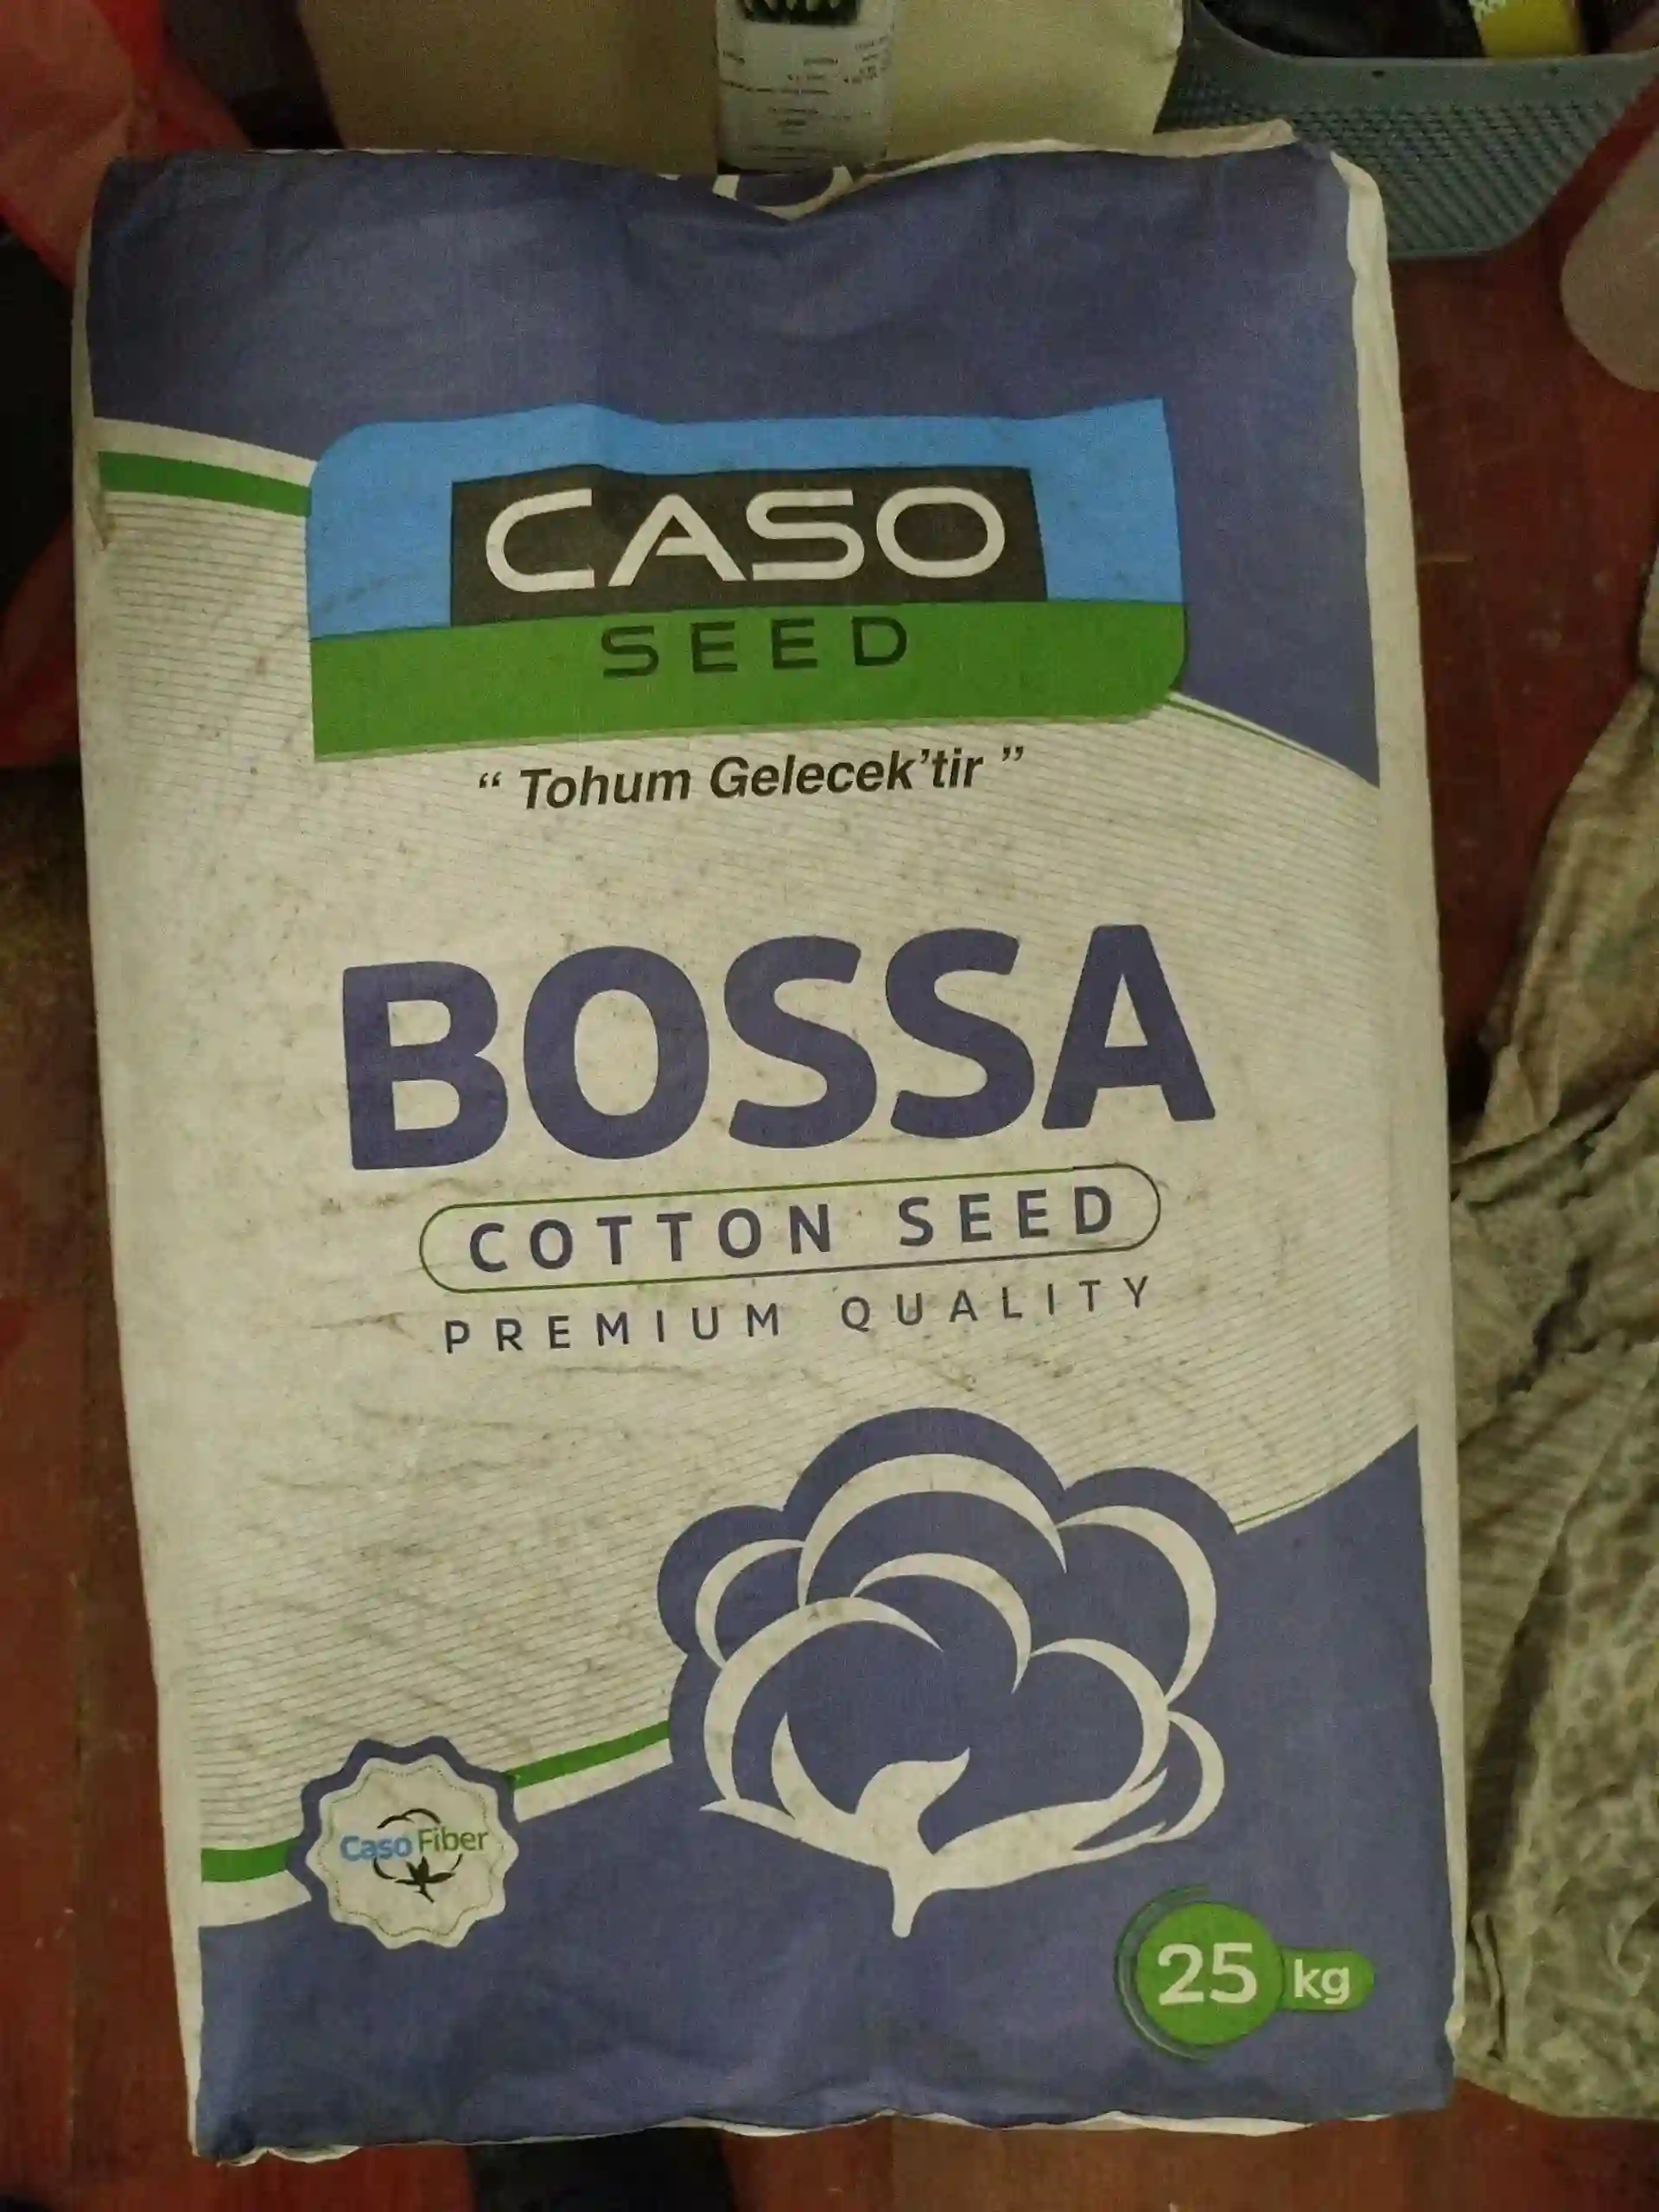 CASO
SEED
“ Tohum Gelecek’tir ”
BOSSA
COTTON SEED
PREMIUM QUALITY
Caso Fiber
25 kg